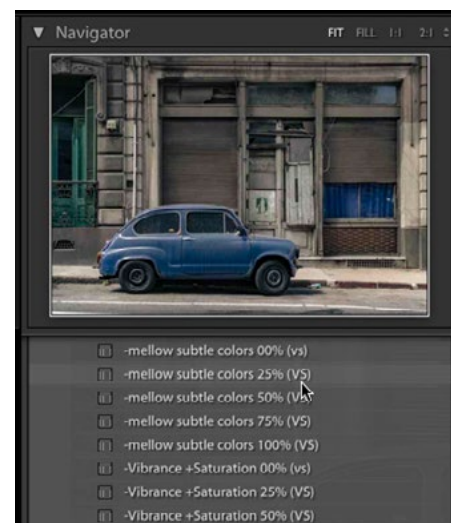 Navigator FIT FILL 1:1 2:1
-mellow subtle colors 00% (vs)
-mellow subtle colors 25% (VS)
-mellow subtle colors 50% (VS)
-mellow subtle colors 75% (VS)
-mellow subtle colors 100% (VS)
-Vibrance +Saturation 00% (vs)
-Vibrance +Saturation 25% (VS)
-Vibrance +Saturation 50% (VS)